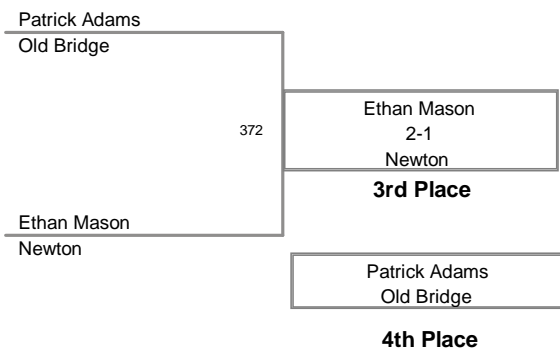 Patrick Adams
Old Bridge
372
Ethan Mason
2-1
Newton
3rd Place
Ethan Mason
Newton
Patrick Adams
Old Bridge
4th Place